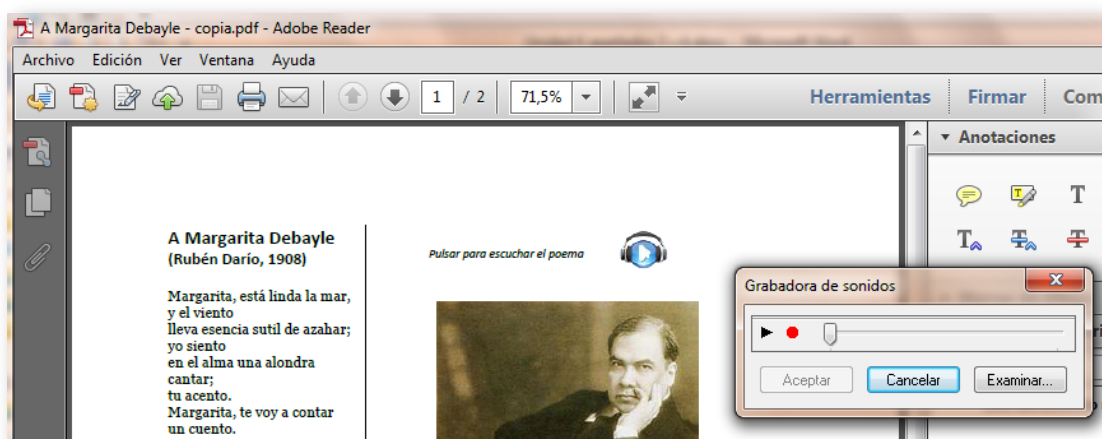 A Margarita Debayle - copia.pdf - Adobe Reader
Archivo Edición Ver Ventana Ayuda
1 / 2 71,5% Herramientas Firmar Com
Anotaciones
T T
T T T
A Margarita Debayle
(Rubén Darío, 1908)
Pulsar para escuchar el poema
Margarita, está linda la mar,
y el viento
lleva esencia sutil de azahar;
yo siento
en el alma una alondra
cantar;
tu acento.
Margarita, te voy a contar
un cuento.
Grabadora de sonidos
Aceptar Cancelar Examinar...